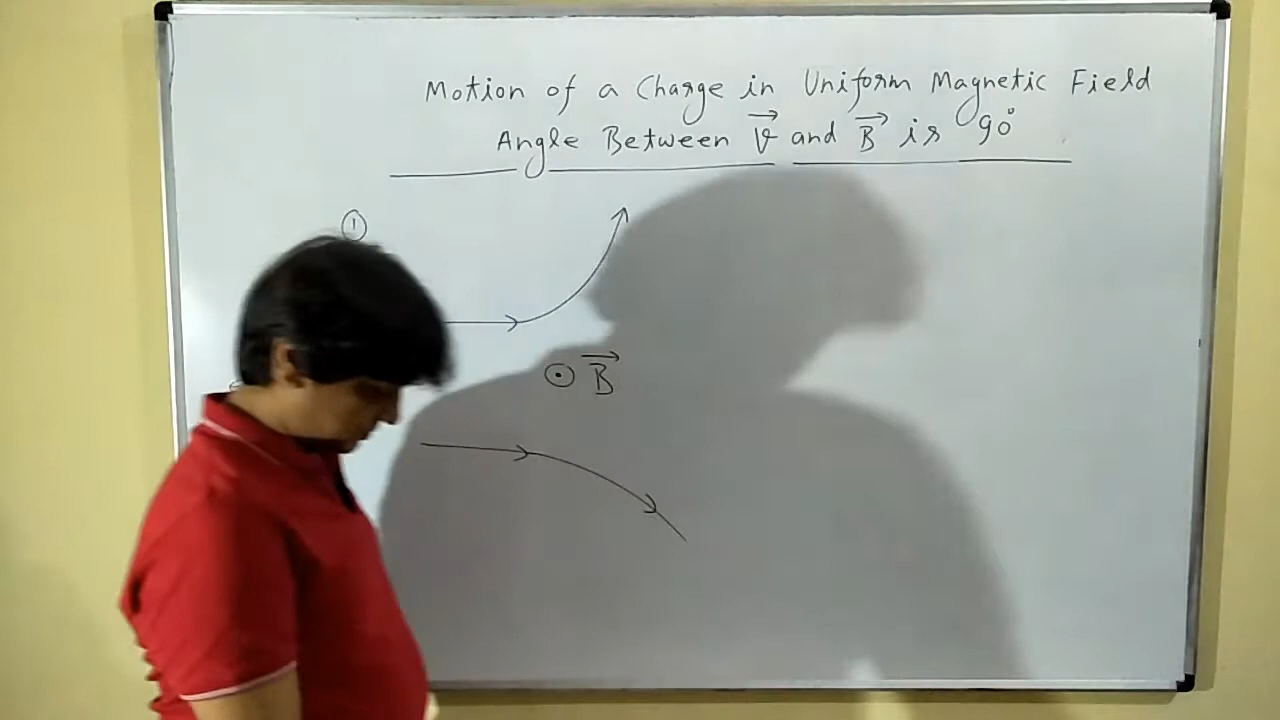 Motion of a Charge in Uniform Magnetic Field
Angle Between V⃗ and B⃗ is 90°
①
⊙ B⃗